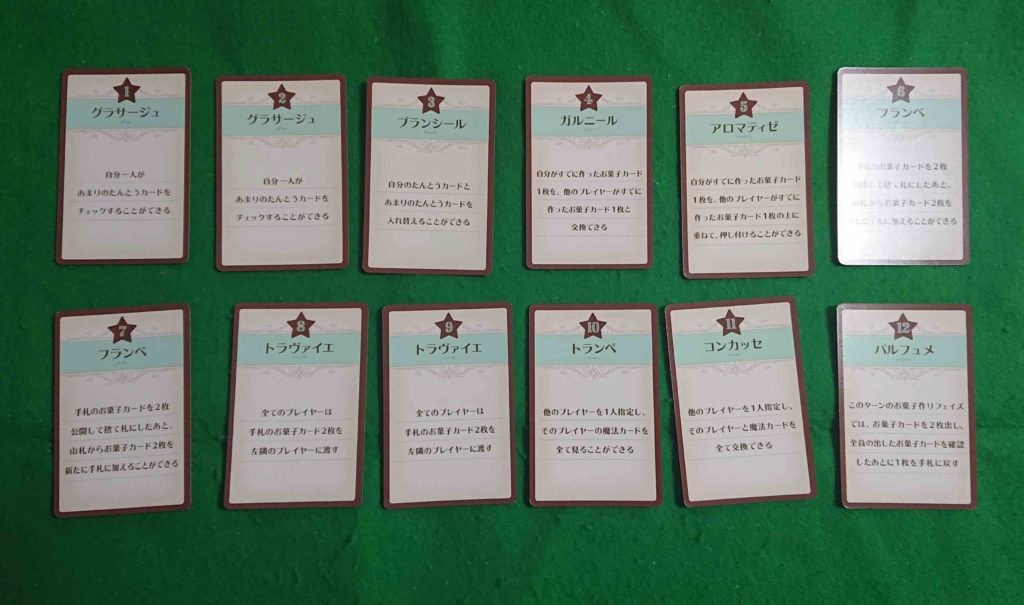 1
グラサージュ
自分一人が
あまりのたんとうカードを
チェックすることができる
2
グラサージュ
自分一人が
あまりのたんとうカードを
チェックすることができる
3
ブランシール
自分のたんとうカードと
あまりのたんとうカードを
入れ替えることができる
4
ガルニール
自分がすでに作ったお菓子カード
1枚を、他のプレイヤーがすでに
作ったお菓子カード1枚と
交換できる
5
アロマティゼ
自分がすでに作ったお菓子カード
1枚を、他のプレイヤーがすでに
作ったお菓子カード1枚の上に
重ねて、押し付けることができる
6
フランベ
手札のお菓子カードを2枚
公開して捨て札にしたあと、
山札からお菓子カード2枚を
新たに手札に加えることができる
7
フランベ
手札のお菓子カードを2枚
公開して捨て札にしたあと、
山札からお菓子カード2枚を
新たに手札に加えることができる
8
トラヴァイエ
全てのプレイヤーは
手札のお菓子カード2枚を
左隣のプレイヤーに渡す
9
トラヴァイエ
全てのプレイヤーは
手札のお菓子カード2枚を
左隣のプレイヤーに渡す
10
トランペ
他のプレイヤーを1人指定し、
そのプレイヤーの魔法カードを
全て見ることができる
11
コンカッセ
他のプレイヤーを1人指定し、
そのプレイヤーと魔法カードを
全て交換できる
12
パルフュメ
このターンのお菓子作りフェイズ
では、お菓子カードを2枚出し、
全員の出したお菓子カードを確認
したあとに1枚を手札に戻す